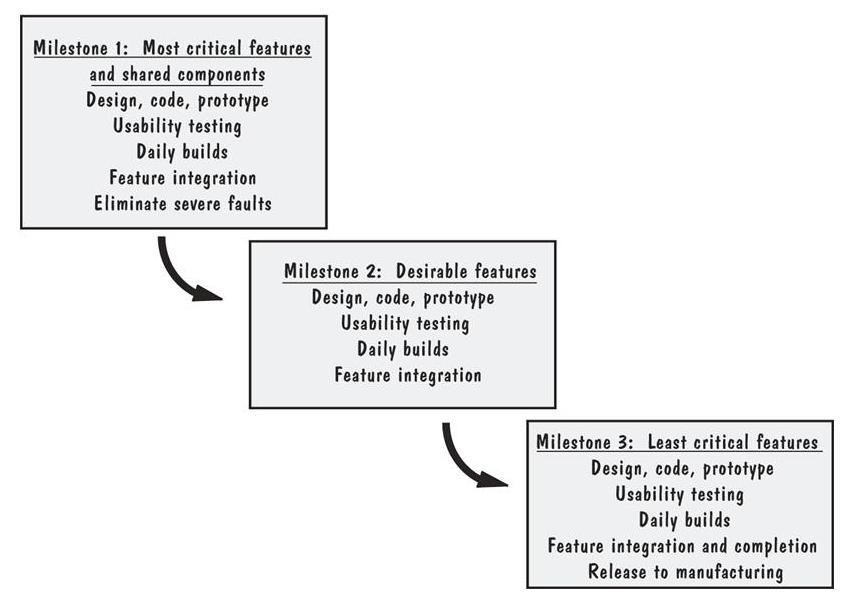 Milestone 1: Most critical features
and shared components
Design, code, prototype
Usability testing
Daily builds
Feature integration
Eliminate severe faults
Milestone 2: Desirable features
Design, code, prototype
Usability testing
Daily builds
Feature integration
Milestone 3: Least critical features
Design, code, prototype
Usability testing
Daily builds
Feature integration and completion
Release to manufacturing